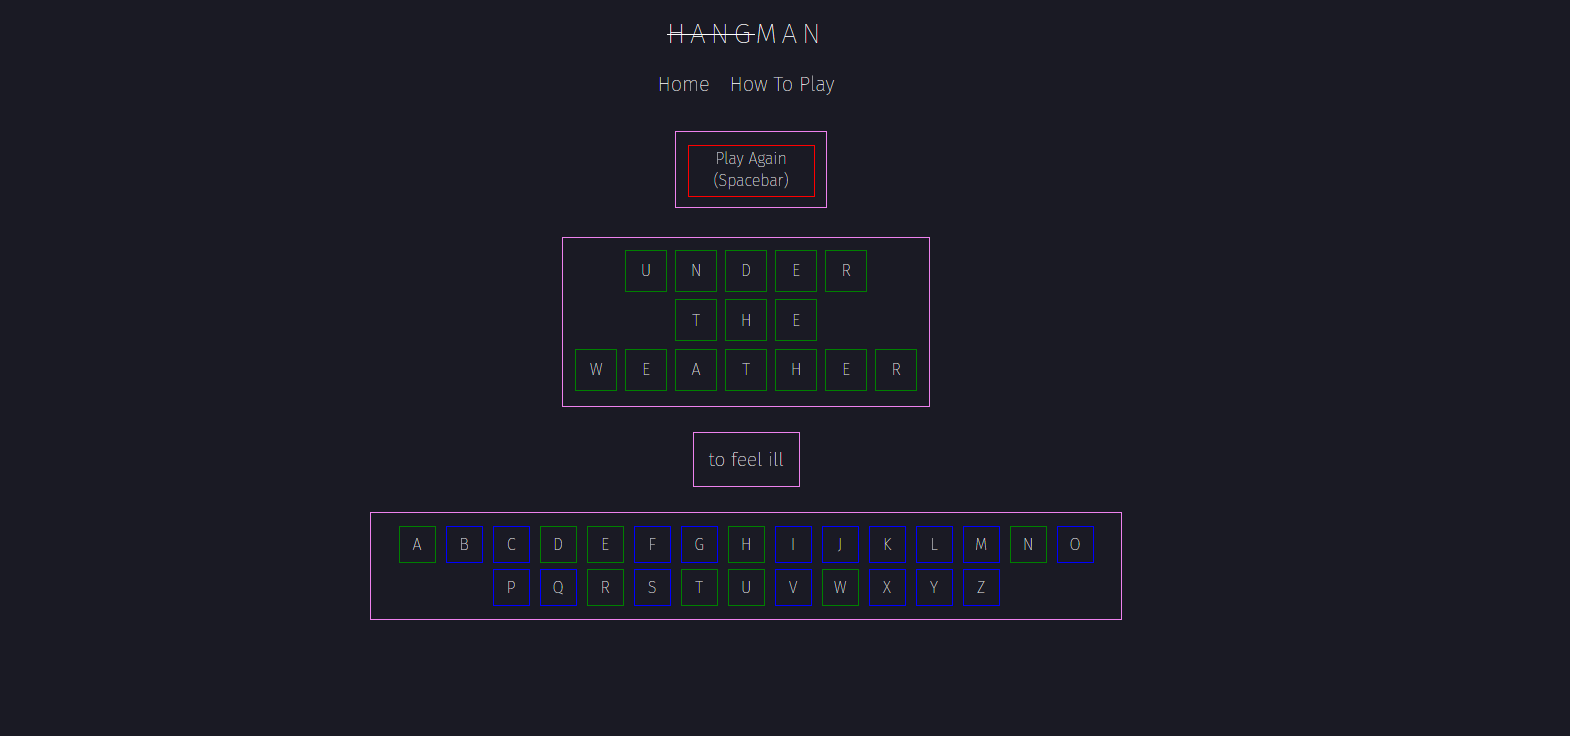 HANGMAN
Home How To Play
Play Again
(Spacebar)
U N D E R
T H E
W E A T H E R
to feel ill
A B C D E F G H I J K L M N O
P Q R S T U V W X Y Z